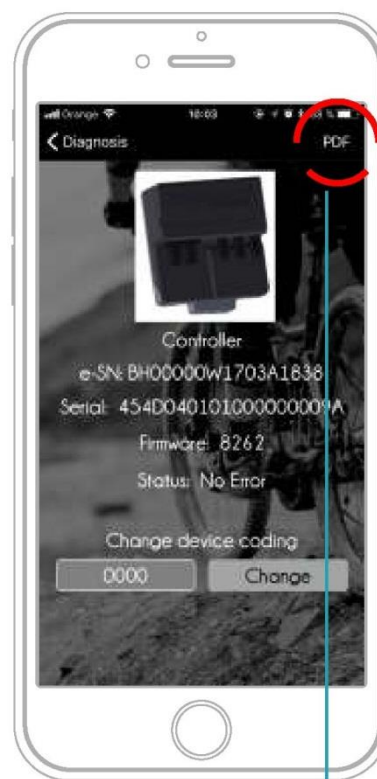 Orange 18:03
Diagnosis PDF
Controller
e-SN: BH00000W1703A1838
Serial: 454D040101000000009A
Firmware: 8262
Status: No Error
Change device coding
0000 Change